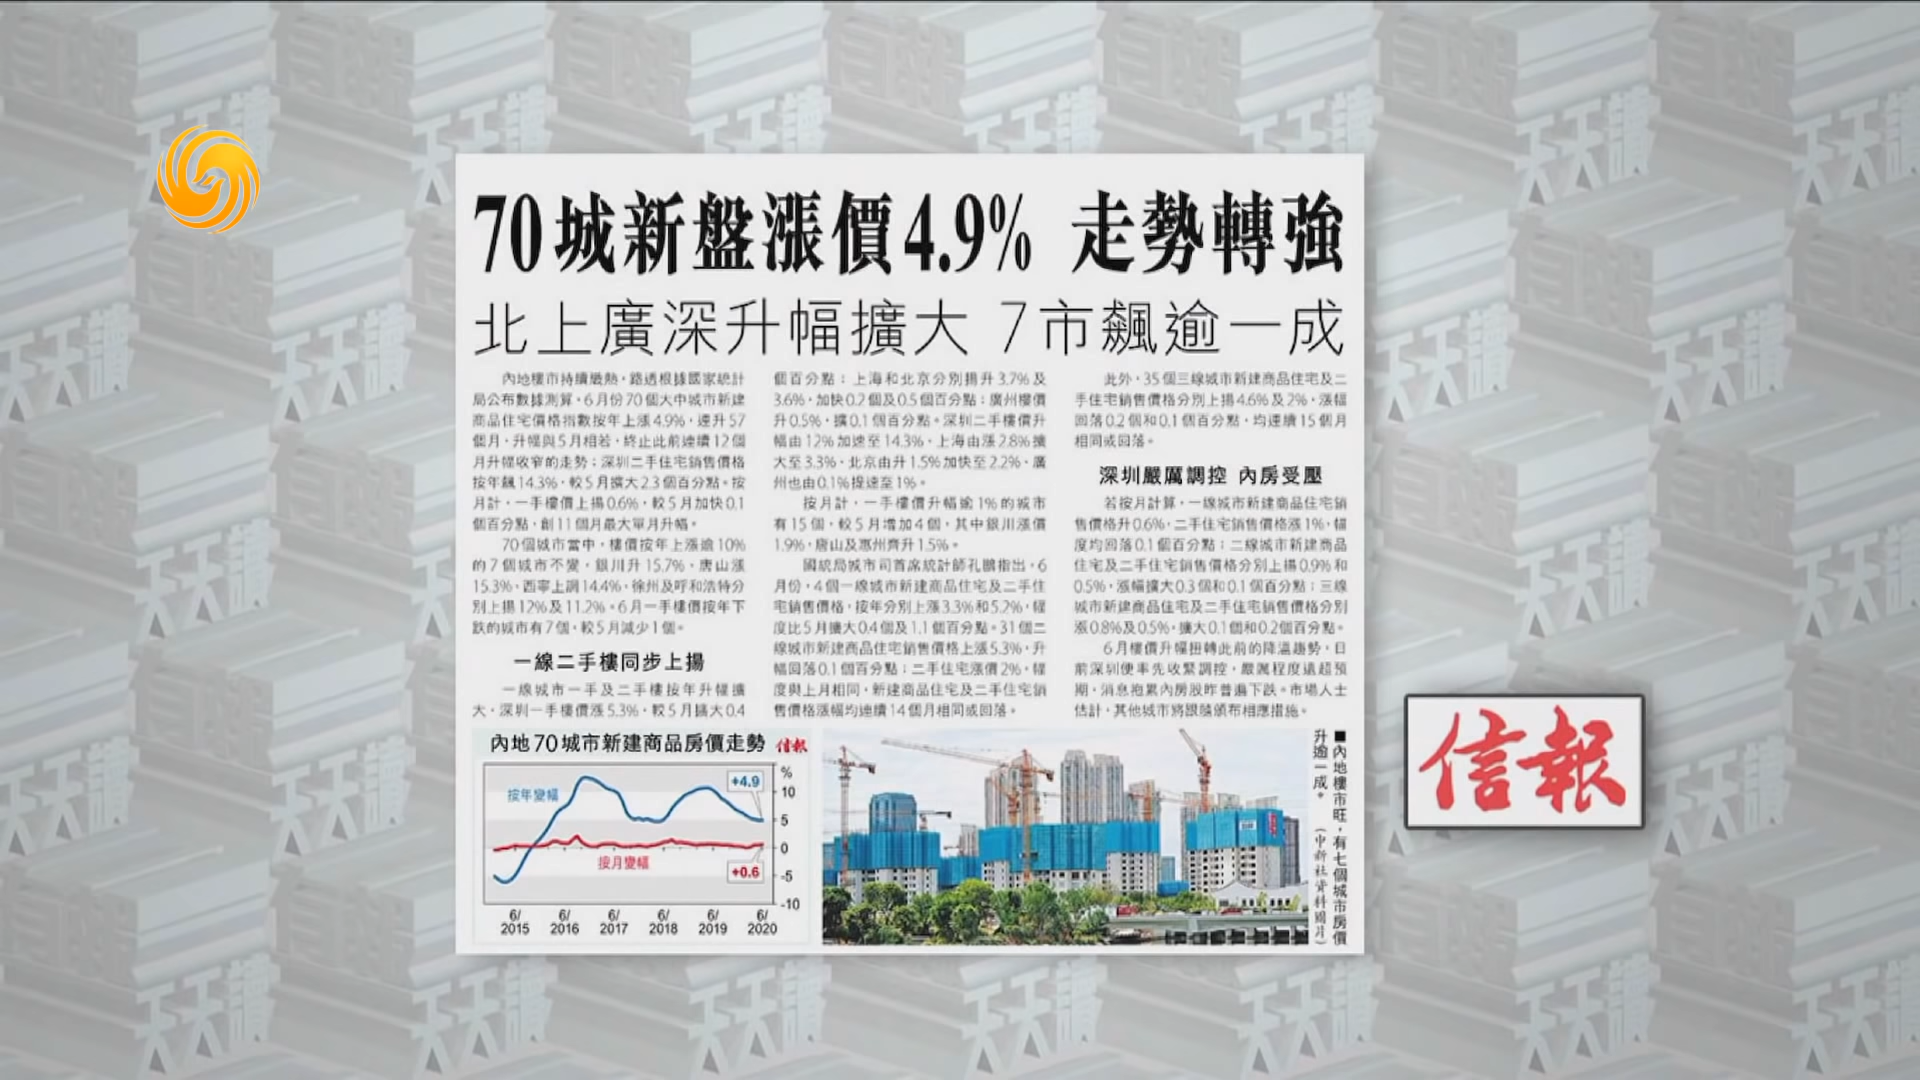 70城新盤漲價4.9% 走勢轉強
北上廣深升幅擴大 7市飆逾一成
內地樓市持續熾熱，路透根據國家統計
局公布數據測算，6月份70個大中城市新建
商品住宅價格指數按年上漲4.9%，連升57
個月，升幅與5月相若，終止此前連續12個
月升幅收窄的走勢；深圳二手住宅銷售價格
按年飆14.3%，較5月擴大2.3個百分點。按
月計，一手樓價上揚0.6%，較5月加快0.1
個百分點，創11個月最大單月升幅。
70個城市當中，樓價按年上漲逾10%
的7個城市不變，銀川升15.7%，唐山漲
15.3%，西寧上調14.4%，徐州及呼和浩特分
別上揚12%及11.2%。6月一手樓價按年下
跌的城市有7個，較5月減少1個。
一線二手樓同步上揚
一線城市一手及二手樓按年升幅擴
大，深圳一手樓價漲5.3%，較5月擴大0.4
個百分點；上海和北京分別揚升3.7%及
3.6%，加快0.2個及0.5個百分點；廣州樓價
升0.5%，擴0.1個百分點。深圳二手樓價升
幅由12%加速至14.3%，上海由漲2.8%擴
大至3.3%，北京由升1.5%加快至2.2%，廣
州也由0.1%提速至1%。
按月計，一手樓價升幅逾1%的城市
有15個，較5月增加4個，其中銀川漲價
1.9%，唐山及惠州齊升1.5%。
國統局城市司首席統計師孔鵬指出，6
月份，4個一線城市新建商品住宅及二手住
宅銷售價格，按年分別上漲3.3%和5.2%，幅
度比5月擴大0.4個及1.1個百分點。31個二
線城市新建商品住宅銷售價格上漲5.3%，升
幅回落0.1個百分點；二手住宅漲價2%，幅
度與上月相同，新建商品住宅及二手住宅銷
售價格漲幅均連續14個月相同或回落。
此外，35個三線城市新建商品住宅及二
手住宅銷售價格分別上揚4.6%及2%，漲幅
回落0.2個和0.1個百分點，均連續15個月
相同或回落。
深圳嚴厲調控 內房受壓
若按月計算，一線城市新建商品住宅銷
售價格升0.6%，二手住宅銷售價格漲1%，幅
度均回落0.1個百分點；二線城市新建商品
住宅及二手住宅銷售價格分別上揚0.9%和
0.5%，漲幅擴大0.3個和0.1個百分點；三線
城市新建商品住宅及二手住宅銷售價格分別
漲0.8%及0.5%，擴大0.1個和0.2個百分點。
6月樓價升幅扭轉此前的降溫趨勢，日
前深圳便率先收緊調控，嚴厲程度遠超預
期，消息拖累內房股昨普遍下跌。市場人士
估計，其他城市將跟隨頒布相應措施。
內地70城市新建商品房價走勢 信報
%
按年變幅
+4.9
10
5
0
按月變幅
+0.6
-5
-10
6/2015
6/2016
6/2017
6/2018
6/2019
6/2020
■內地樓市旺，有七個城市房價
升逾一成。（中新社資料圖片）
信報
天天讀